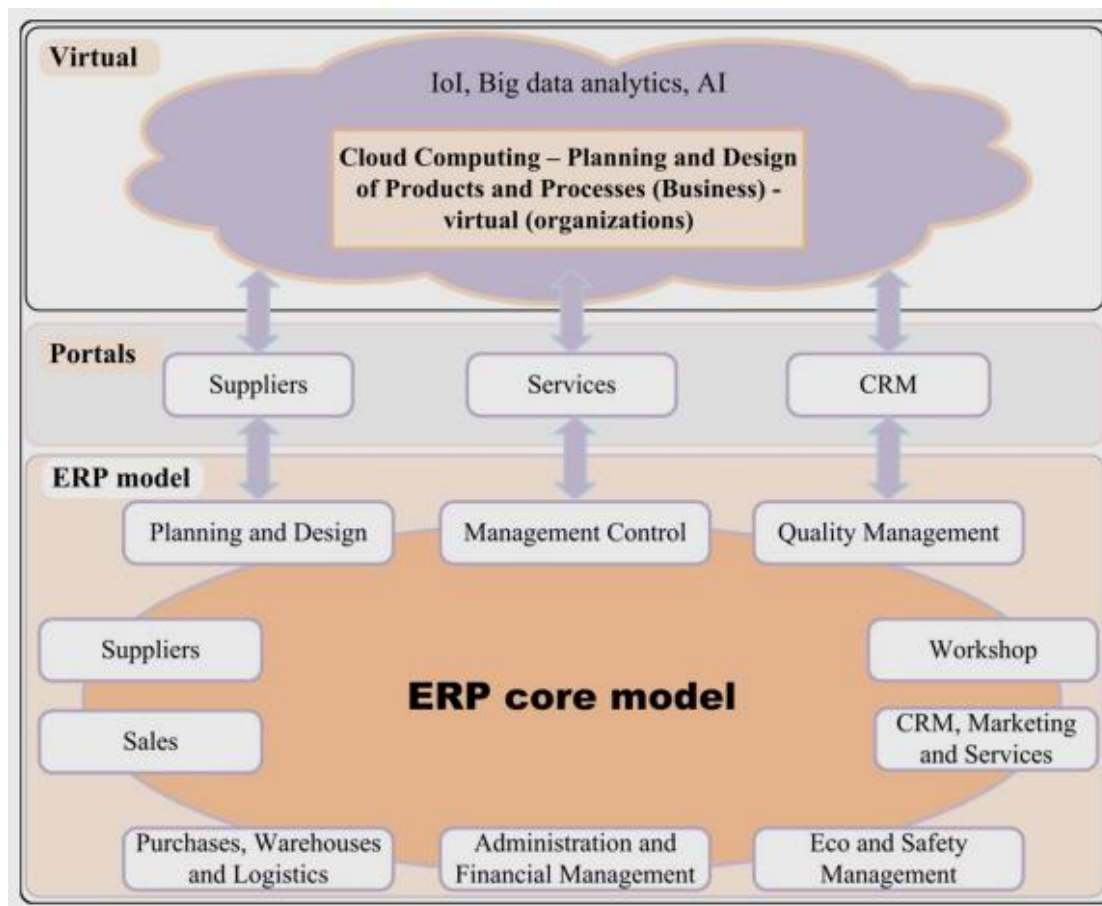 Virtual
IoI, Big data analytics, AI
Cloud Computing – Planning and Design
of Products and Processes (Business) -
virtual (organizations)
Portals
Suppliers
Services
CRM
ERP model
Planning and Design
Management Control
Quality Management
Suppliers
Workshop
ERP core model
Sales
CRM, Marketing
and Services
Purchases, Warehouses
and Logistics
Administration and
Financial Management
Eco and Safety
Management